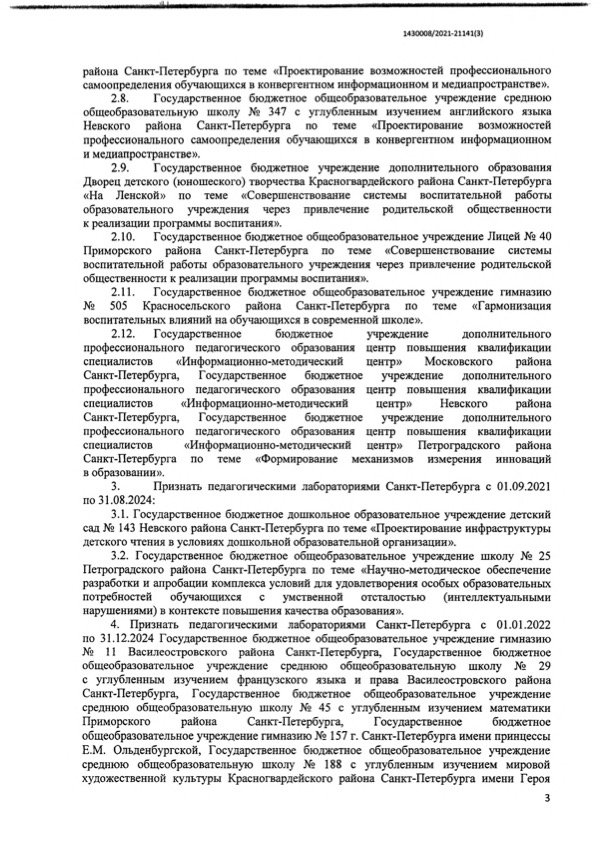 1430008/2021-21141(3)
района Санкт-Петербурга по теме «Проектирование возможностей профессионального
самоопределения обучающихся в конвергентном информационном и медиапространстве».
2.8. Государственное бюджетное общеобразовательное учреждение среднюю
общеобразовательную школу № 347 с углубленным изучением английского языка
Невского района Санкт-Петербурга по теме «Проектирование возможностей
профессионального самоопределения обучающихся в конвергентном информационном
и медиапространстве».
2.9. Государственное бюджетное учреждение дополнительного образования
Дворец детского (юношеского) творчества Красногвардейского района Санкт-Петербурга
«На Ленской» по теме «Совершенствование системы воспитательной работы
образовательного учреждения через привлечение родительской общественности
к реализации программы воспитания».
2.10. Государственное бюджетное общеобразовательное учреждение Лицей № 40
Приморского района Санкт-Петербурга по теме «Совершенствование системы
воспитательной работы образовательного учреждения через привлечение родительской
общественности к реализации программы воспитания».
2.11. Государственное бюджетное общеобразовательное учреждение гимназию
№ 505 Красносельского района Санкт-Петербурга по теме «Гармонизация
воспитательных влияний на обучающихся в современной школе».
2.12. Государственное бюджетное учреждение дополнительного
профессионального педагогического образования центр повышения квалификации
специалистов «Информационно-методический центр» Московского района
Санкт-Петербурга, Государственное бюджетное учреждение дополнительного
профессионального педагогического образования центр повышения квалификации
специалистов «Информационно-методический центр» Невского района
Санкт-Петербурга, Государственное бюджетное учреждение дополнительного
профессионального педагогического образования центр повышения квалификации
специалистов «Информационно-методический центр» Петроградского района
Санкт-Петербурга по теме «Формирование механизмов измерения инноваций
в образовании».
3. Признать педагогическими лабораториями Санкт-Петербурга с 01.09.2021
по 31.08.2024:
3.1. Государственное бюджетное дошкольное образовательное учреждение детский
сад № 143 Невского района Санкт-Петербурга по теме «Проектирование инфраструктуры
детского чтения в условиях дошкольной образовательной организации».
3.2. Государственное бюджетное общеобразовательное учреждение школу № 25
Петроградского района Санкт-Петербурга по теме «Научно-методическое обеспечение
разработки и апробации комплекса условий для удовлетворения особых образовательных
потребностей обучающихся с умственной отсталостью (интеллектуальными
нарушениями) в контексте повышения качества образования».
4. Признать педагогическими лабораториями Санкт-Петербурга с 01.01.2022
по 31.12.2024 Государственное бюджетное общеобразовательное учреждение гимназию
№ 11 Василеостровского района Санкт-Петербурга, Государственное бюджетное
общеобразовательное учреждение среднюю общеобразовательную школу № 29
с углубленным изучением французского языка и права Василеостровского района
Санкт-Петербурга, Государственное бюджетное общеобразовательное учреждение
среднюю общеобразовательную школу № 45 с углубленным изучением математики
Приморского района Санкт-Петербурга, Государственное бюджетное
общеобразовательное учреждение гимназию № 157 г. Санкт-Петербурга имени принцессы
Е.М. Ольденбургской, Государственное бюджетное общеобразовательное учреждение
среднюю общеобразовательную школу № 188 с углубленным изучением мировой
художественной культуры Красногвардейского района Санкт-Петербурга имени Героя
3